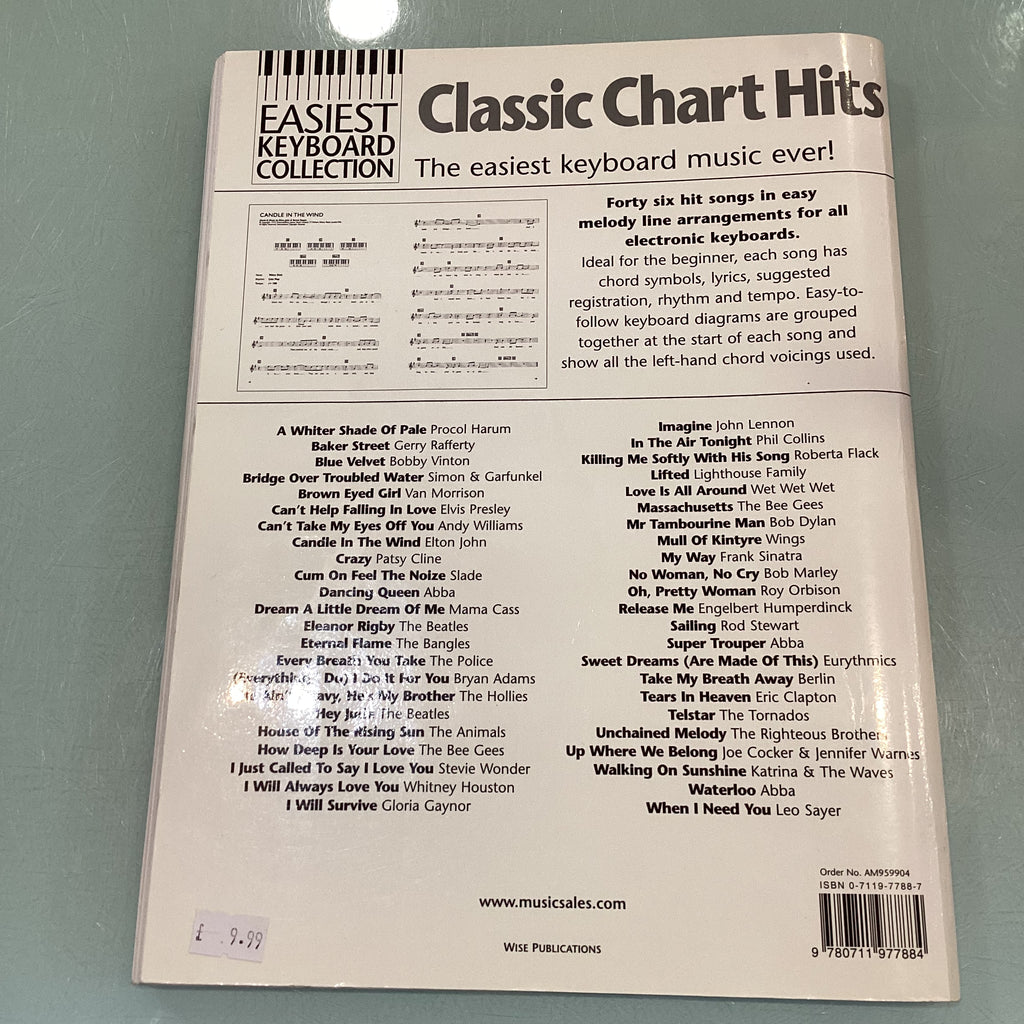 EASIEST
KEYBOARD
COLLECTION
Classic Chart Hits
The easiest keyboard music ever!
CANDLE IN THE WIND
Forty six hit songs in easy
melody line arrangements for all
electronic keyboards.
Ideal for the beginner, each song has
chord symbols, lyrics, suggested
registration, rhythm and tempo. Easy-to-
follow keyboard diagrams are grouped
together at the start of each song and
show all the left-hand chord voicings used.
A Whiter Shade Of Pale Procol Harum
Baker Street Gerry Rafferty
Blue Velvet Bobby Vinton
Bridge Over Troubled Water Simon & Garfunkel
Brown Eyed Girl Van Morrison
Can't Help Falling In Love Elvis Presley
Can't Take My Eyes Off You Andy Williams
Candle In The Wind Elton John
Crazy Patsy Cline
Cum On Feel The Noize Slade
Dancing Queen Abba
Dream A Little Dream Of Me Mama Cass
Eleanor Rigby The Beatles
Eternal Flame The Bangles
Every Breath You Take The Police
(Everything Do) I Do It For You Bryan Adams
Ain't Heavy, He's My Brother The Hollies
Hey Jude The Beatles
House Of The Rising Sun The Animals
How Deep Is Your Love The Bee Gees
I Just Called To Say I Love You Stevie Wonder
I Will Always Love You Whitney Houston
I Will Survive Gloria Gaynor
Imagine John Lennon
In The Air Tonight Phil Collins
Killing Me Softly With His Song Roberta Flack
Lifted Lighthouse Family
Love Is All Around Wet Wet Wet
Massachusetts The Bee Gees
Mr Tambourine Man Bob Dylan
Mull Of Kintyre Wings
My Way Frank Sinatra
No Woman, No Cry Bob Marley
Oh, Pretty Woman Roy Orbison
Release Me Engelbert Humperdinck
Sailing Rod Stewart
Super Trouper Abba
Sweet Dreams (Are Made Of This) Eurythmics
Take My Breath Away Berlin
Tears In Heaven Eric Clapton
Telstar The Tornados
Unchained Melody The Righteous Brothers
Up Where We Belong Joe Cocker & Jennifer Warnes
Walking On Sunshine Katrina & The Waves
Waterloo Abba
When I Need You Leo Sayer
Order No. AM959904
ISBN 0-7119-7788-7
www.musicsales.com
WISE PUBLICATIONS
£ 9.99
9 780711 977884